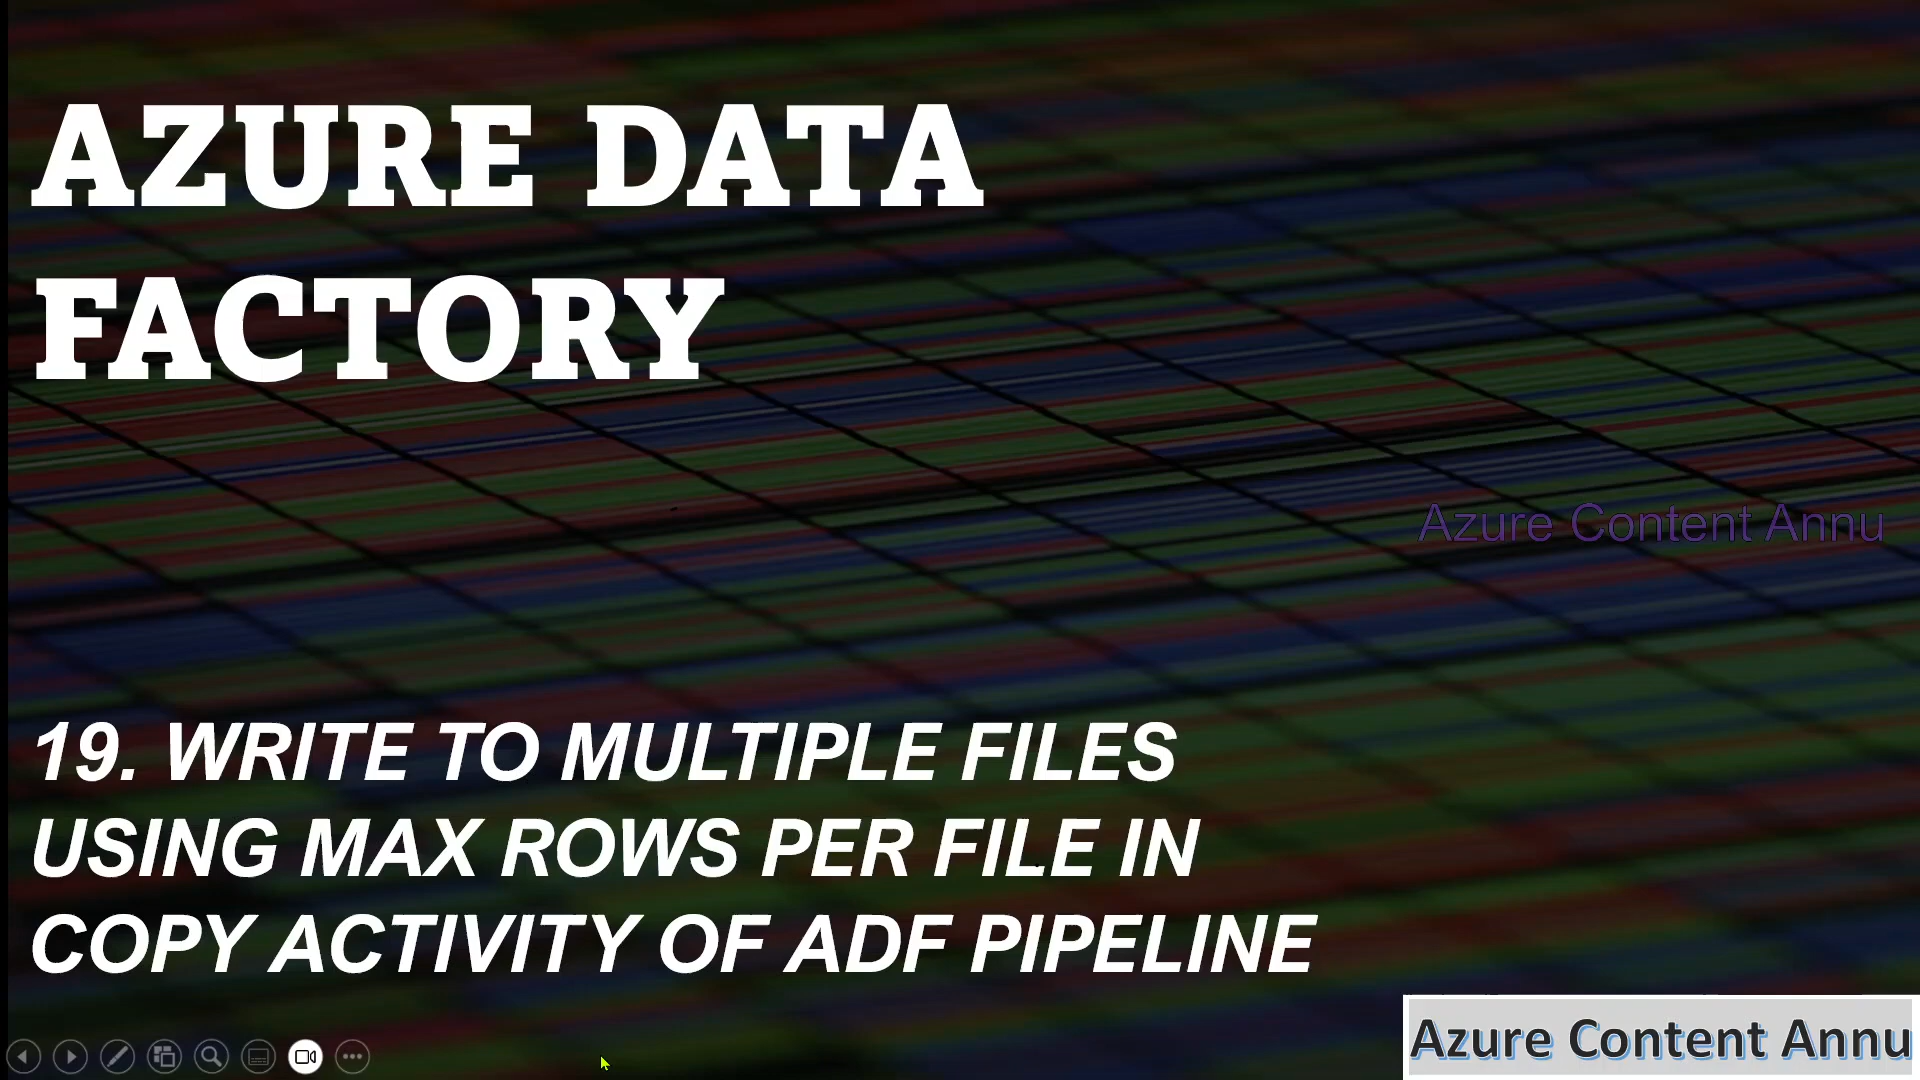 AZURE DATA
FACTORY
Azure Content Annu
19. WRITE TO MULTIPLE FILES
USING MAX ROWS PER FILE IN
COPY ACTIVITY OF ADF PIPELINE
Azure Content Annu